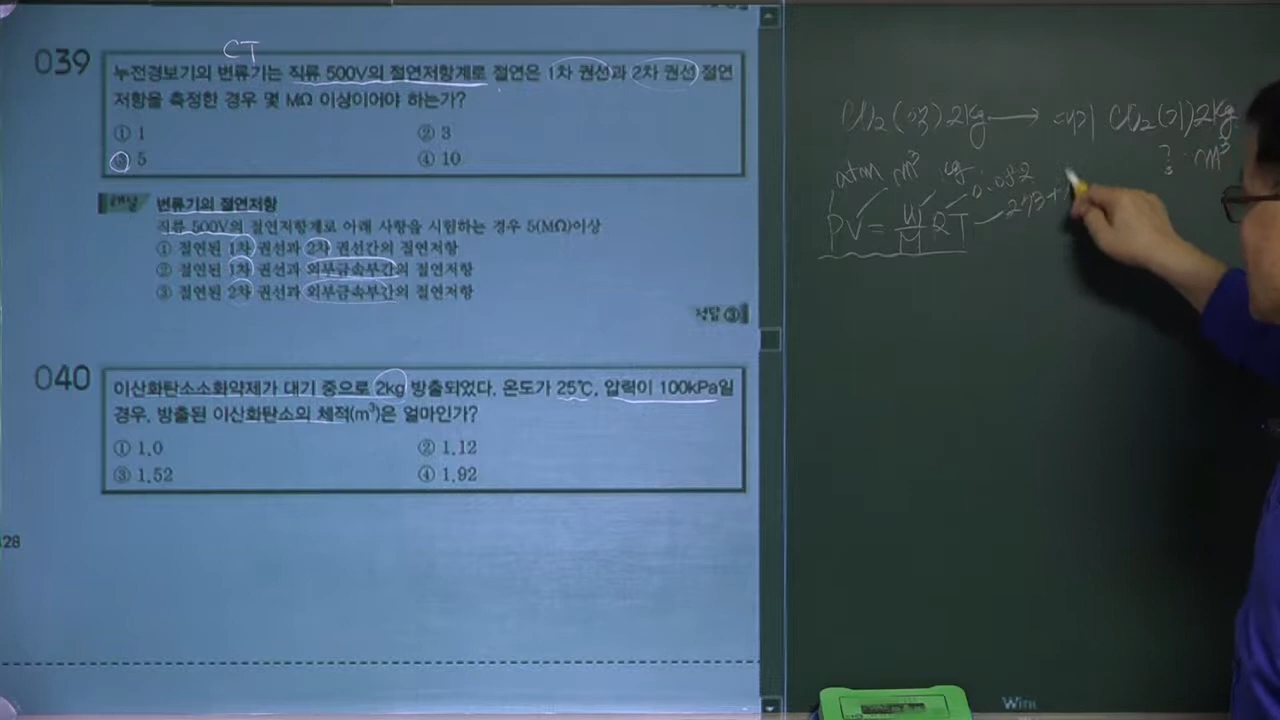 CT
039
누전경보기의 변류기는 직류 500V의 절연저항계로 절연은 1차 권선과 2차 권선 절연
저항을 측정한 경우 몇 MΩ 이상이어야 하는가?
① 1
② 3
③ 5
④ 10
해설 변류기의 절연저항
직류 500V의 절연저항계로 아래 사항을 시험하는 경우 5(MΩ)이상
① 절연된 1차 권선과 2차 권선간의 절연저항
② 절연된 1차 권선과 외부금속부간의 절연저항
③ 절연된 2차 권선과 외부금속부간의 절연저항
정답 ③
040
이산화탄소소화약제가 대기 중으로 2kg 방출되었다. 온도가 25℃, 압력이 100kPa일
경우, 방출된 이산화탄소의 체적(m³)은 얼마인가?
① 1.0
② 1.12
③ 1.52
④ 1.92
28
2kg → 2kg
? m³
atm m³ kg 0.082
PV = W/M RT 273+